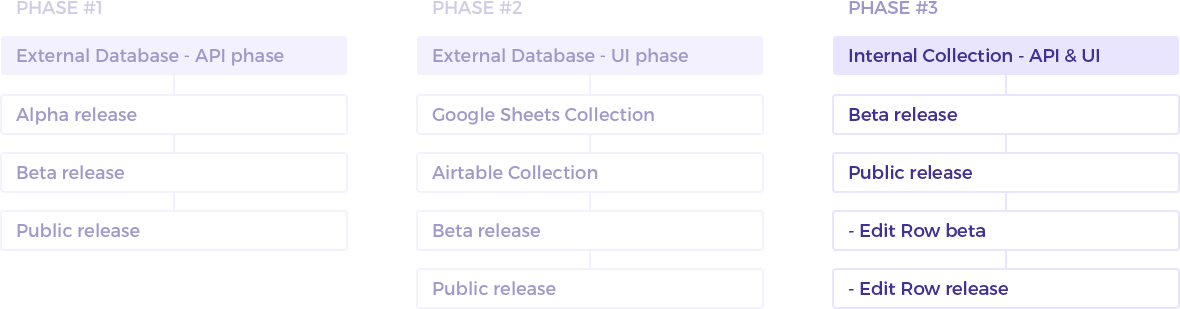 PHASE #1
External Database - API phase
Alpha release
Beta release
Public release
PHASE #2
External Database - UI phase
Google Sheets Collection
Airtable Collection
Beta release
Public release
PHASE #3
Internal Collection - API & UI
Beta release
Public release
- Edit Row beta
- Edit Row release